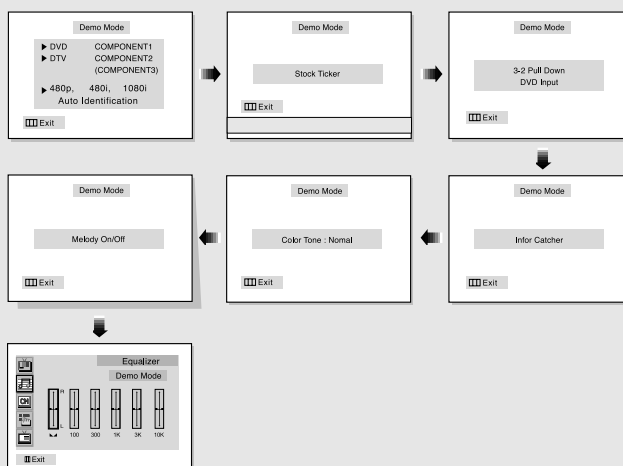 Demo Mode
DVD COMPONENT1
DTV COMPONENT2
(COMPONENT3)
480p, 480i, 1080i
Auto Identification
Exit
Demo Mode
Stock Ticker
Exit
Demo Mode
3-2 Pull Down
DVD Input
Exit
Demo Mode
Infor Catcher
Exit
Demo Mode
Color Tone : Nomal
Exit
Demo Mode
Melody On/Off
Exit
Equalizer
Demo Mode
CH
R
L
100 300 1K 3K 10K
Exit